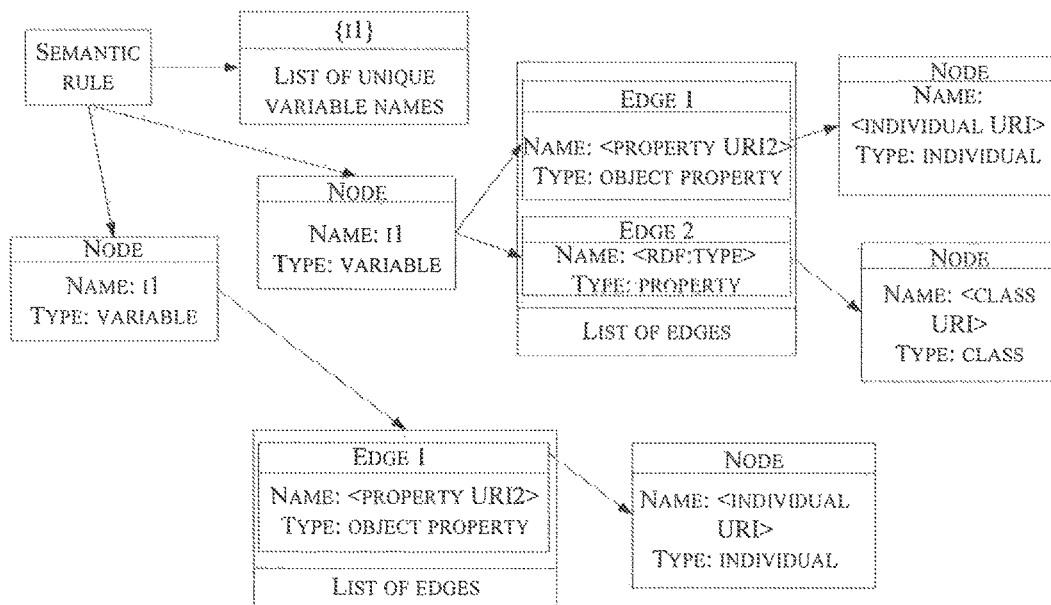 SEMANTIC
RULE
{I1}
LIST OF UNIQUE
VARIABLE NAMES
EDGE 1
NAME: <PROPERTY URI2>
TYPE: OBJECT PROPERTY
EDGE 2
NAME: <RDF:TYPE>
TYPE: PROPERTY
LIST OF EDGES
NODE
NAME:
<INDIVIDUAL URI>
TYPE: INDIVIDUAL
NODE
NAME: I1
TYPE: VARIABLE
NODE
NAME: I1
TYPE: VARIABLE
NODE
NAME: <CLASS
URI>
TYPE: CLASS
EDGE 1
NAME: <PROPERTY URI2>
TYPE: OBJECT PROPERTY
LIST OF EDGES
NODE
NAME: <INDIVIDUAL
URI>
TYPE: INDIVIDUAL